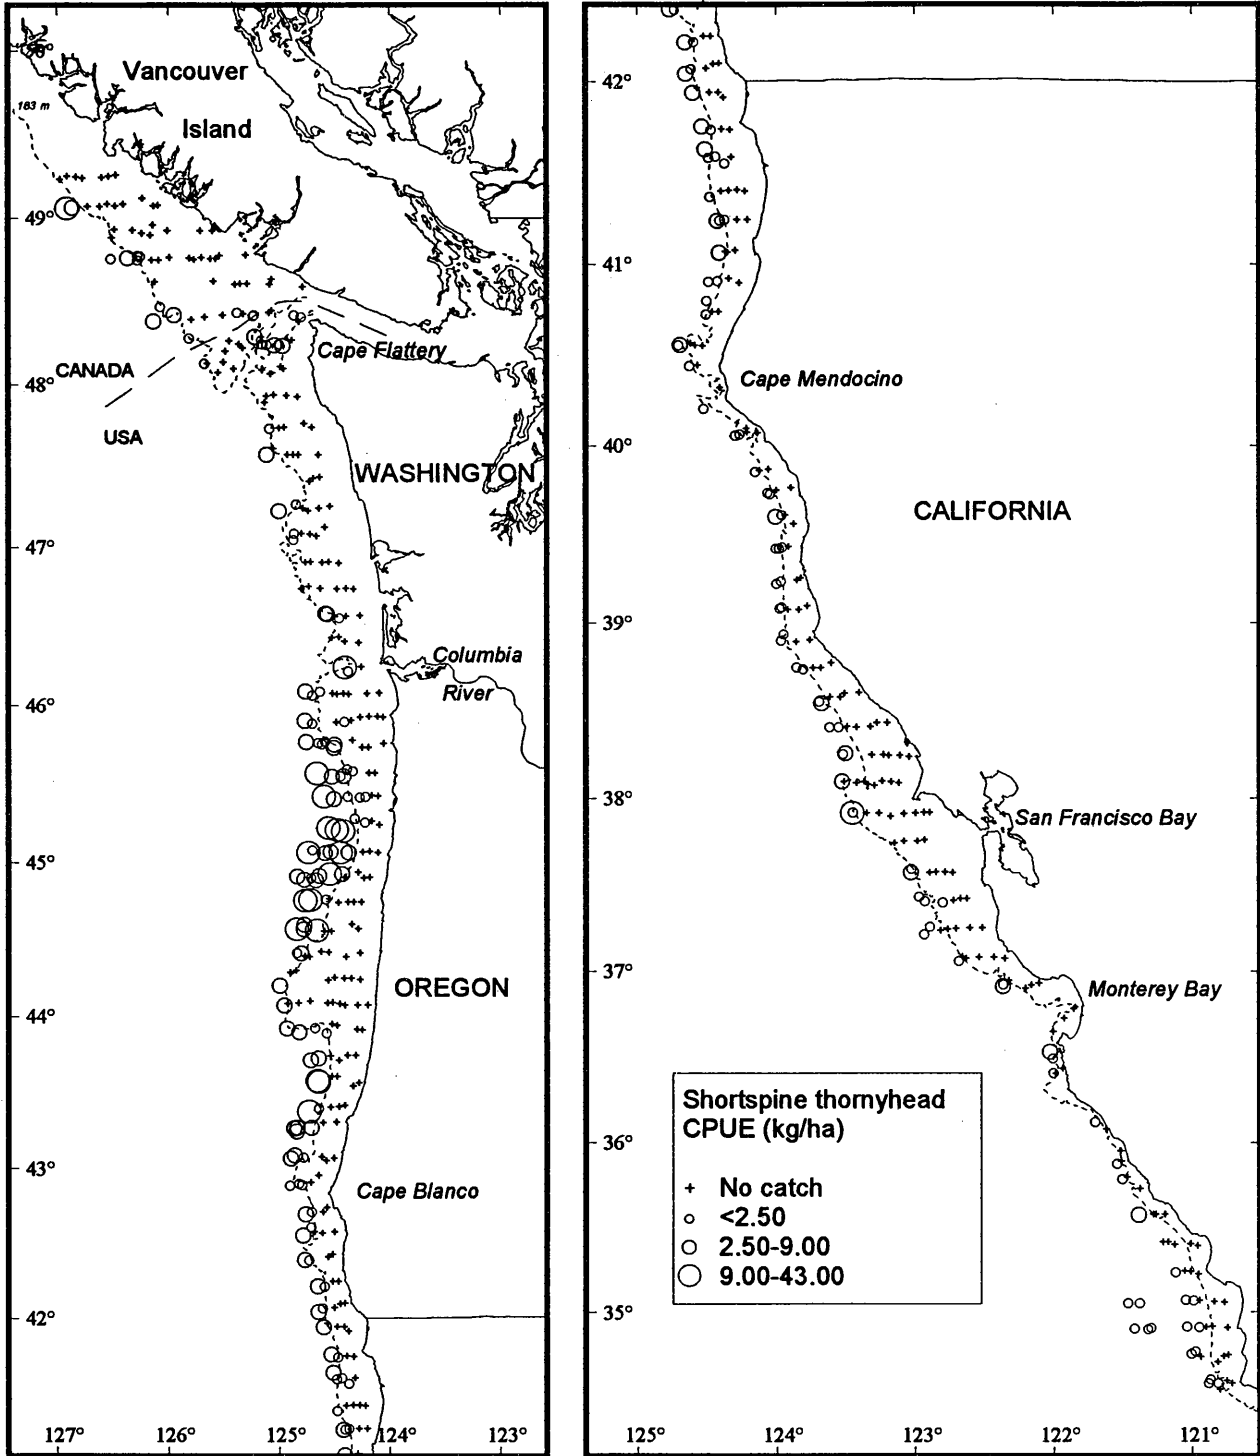 Vancouver
Island
183 m
49°
48°
47°
46°
45°
44°
43°
42°
CANADA
USA
Cape Flattery
WASHINGTON
Columbia
River
OREGON
Cape Blanco
127° 126° 125° 124° 123°
42°
41°
40°
39°
38°
37°
36°
35°
Cape Mendocino
CALIFORNIA
San Francisco Bay
Monterey Bay
Shortspine thornyhead
CPUE (kg/ha)
+ No catch
<2.50
2.50-9.00
9.00-43.00
125° 124° 123° 122° 121°